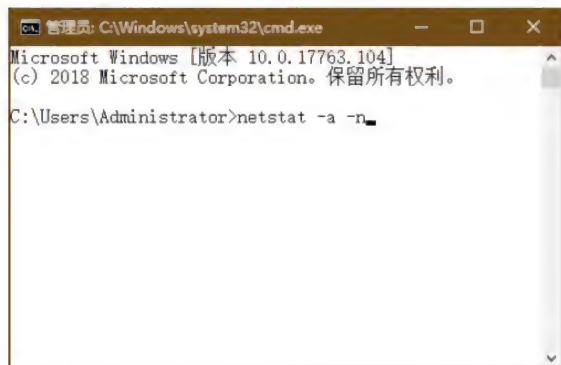 管理员: C:\Windows\system32\cmd.exe
Microsoft Windows [版本 10.0.17763.104]
(c) 2018 Microsoft Corporation。保留所有权利。
C:\Users\Administrator>netstat -a -n